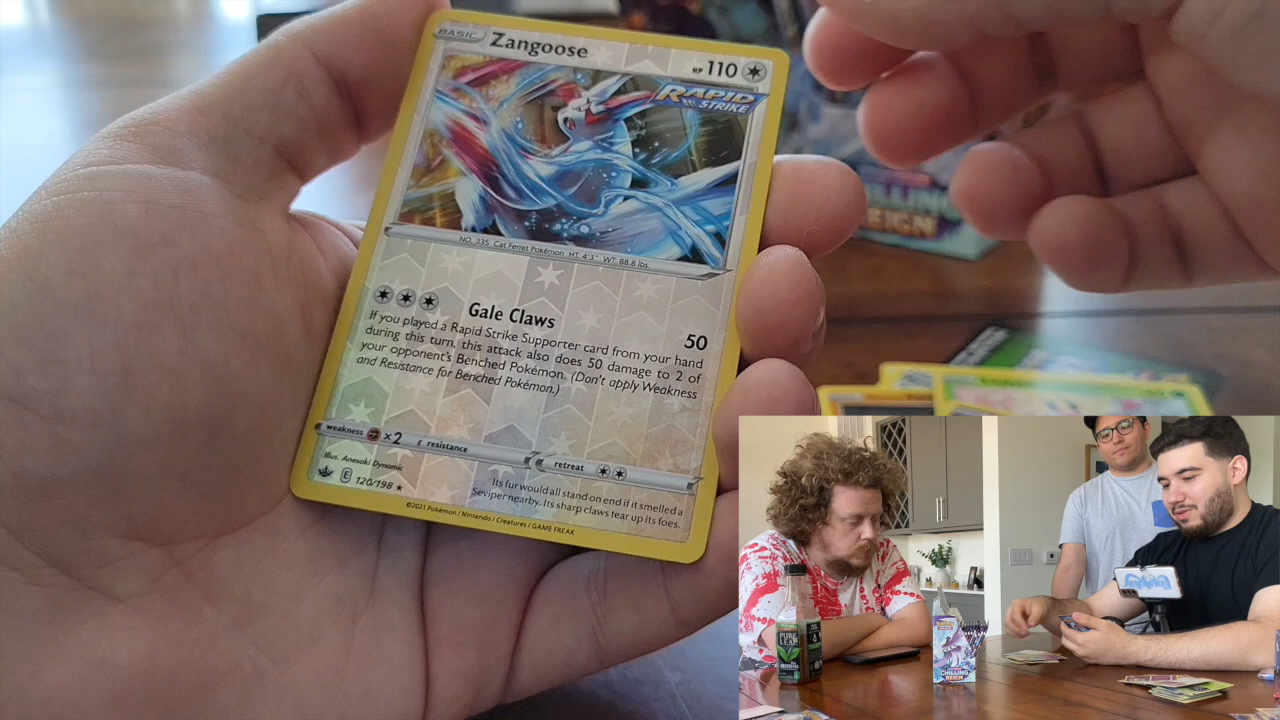 BASIC Zangoose HP 110
RAPID
STRIKE
NO. 335 Cat Ferret Pokémon HT: 4'3" WT: 88.8 lbs.
Gale Claws 50
If you played a Rapid Strike Supporter card from your hand
during this turn, this attack also does 50 damage to 2 of
your opponent's Benched Pokémon. (Don't apply Weakness
and Resistance for Benched Pokémon.)
weakness ×2 resistance retreat
Illus. Anesaki Dynamic
E 120/198
Its fur would all stand on end if it smelled a
Seviper nearby. Its sharp claws tear up its foes.
©2021 Pokémon / Nintendo / Creatures / GAME FREAK
CHILLING
REIGN
PURE
LEAF
CHILLING
REIGN